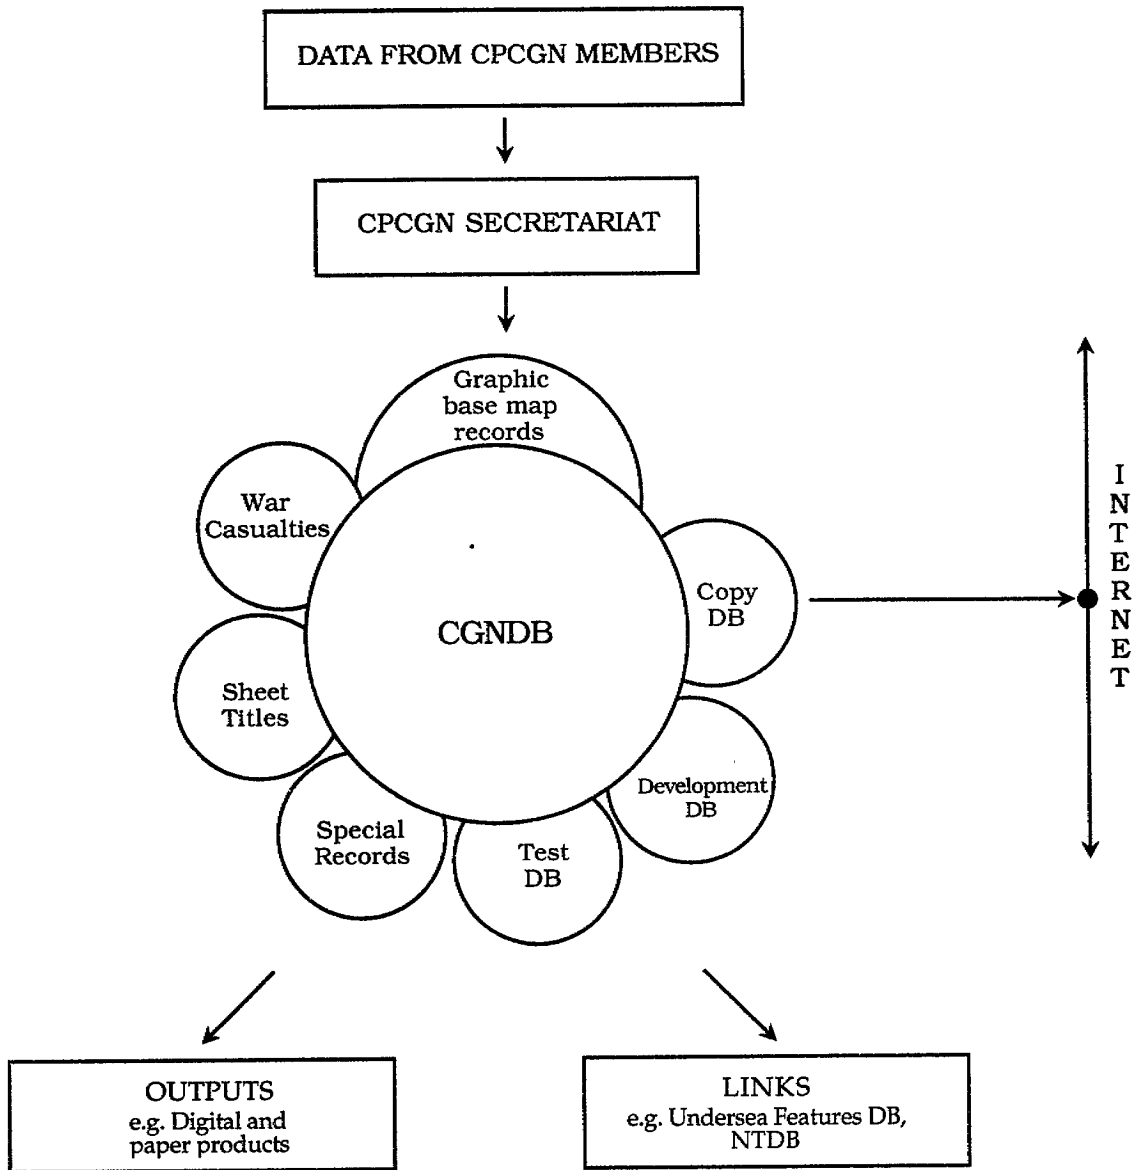 DATA FROM CPCGN MEMBERS
CPCGN SECRETARIAT
Graphic
base map
records
War
Casualties
Copy
DB
INTERNET
CGNDB
Sheet
Titles
Development
DB
Special
Records
Test
DB
OUTPUTS
e.g. Digital and
paper products
LINKS
e.g. Undersea Features DB,
NTDB